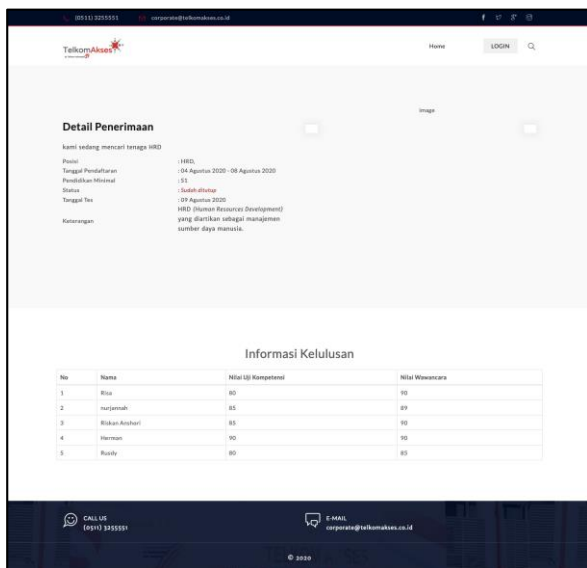 (0511) 3255551 corporate@telkomakses.co.id
TelkomAkses
Home LOGIN
image
Detail Penerimaan
kami sedang mencari tenaga HRD
Posisi : HRD,
Tanggal Pendaftaran : 04 Agustus 2020 - 08 Agustus 2020
Pendidikan Minimal : S1
Status : Sudah ditutup
Tanggal Tes : 09 Agustus 2020
Keterangan HRD (Human Resources Development)
yang diartikan sebagai manajemen
sumber daya manusia.
Informasi Kelulusan
No Nama Nilai Uji Kompetensi Nilai Wawancara
1 Risa 80 90
2 nurjannah 85 89
3 Riskan Anshori 85 90
4 Herman 90 90
5 Rusdy 80 85
CALL US
(0511) 3255551
E-MAIL
corporate@telkomakses.co.id
© 2020